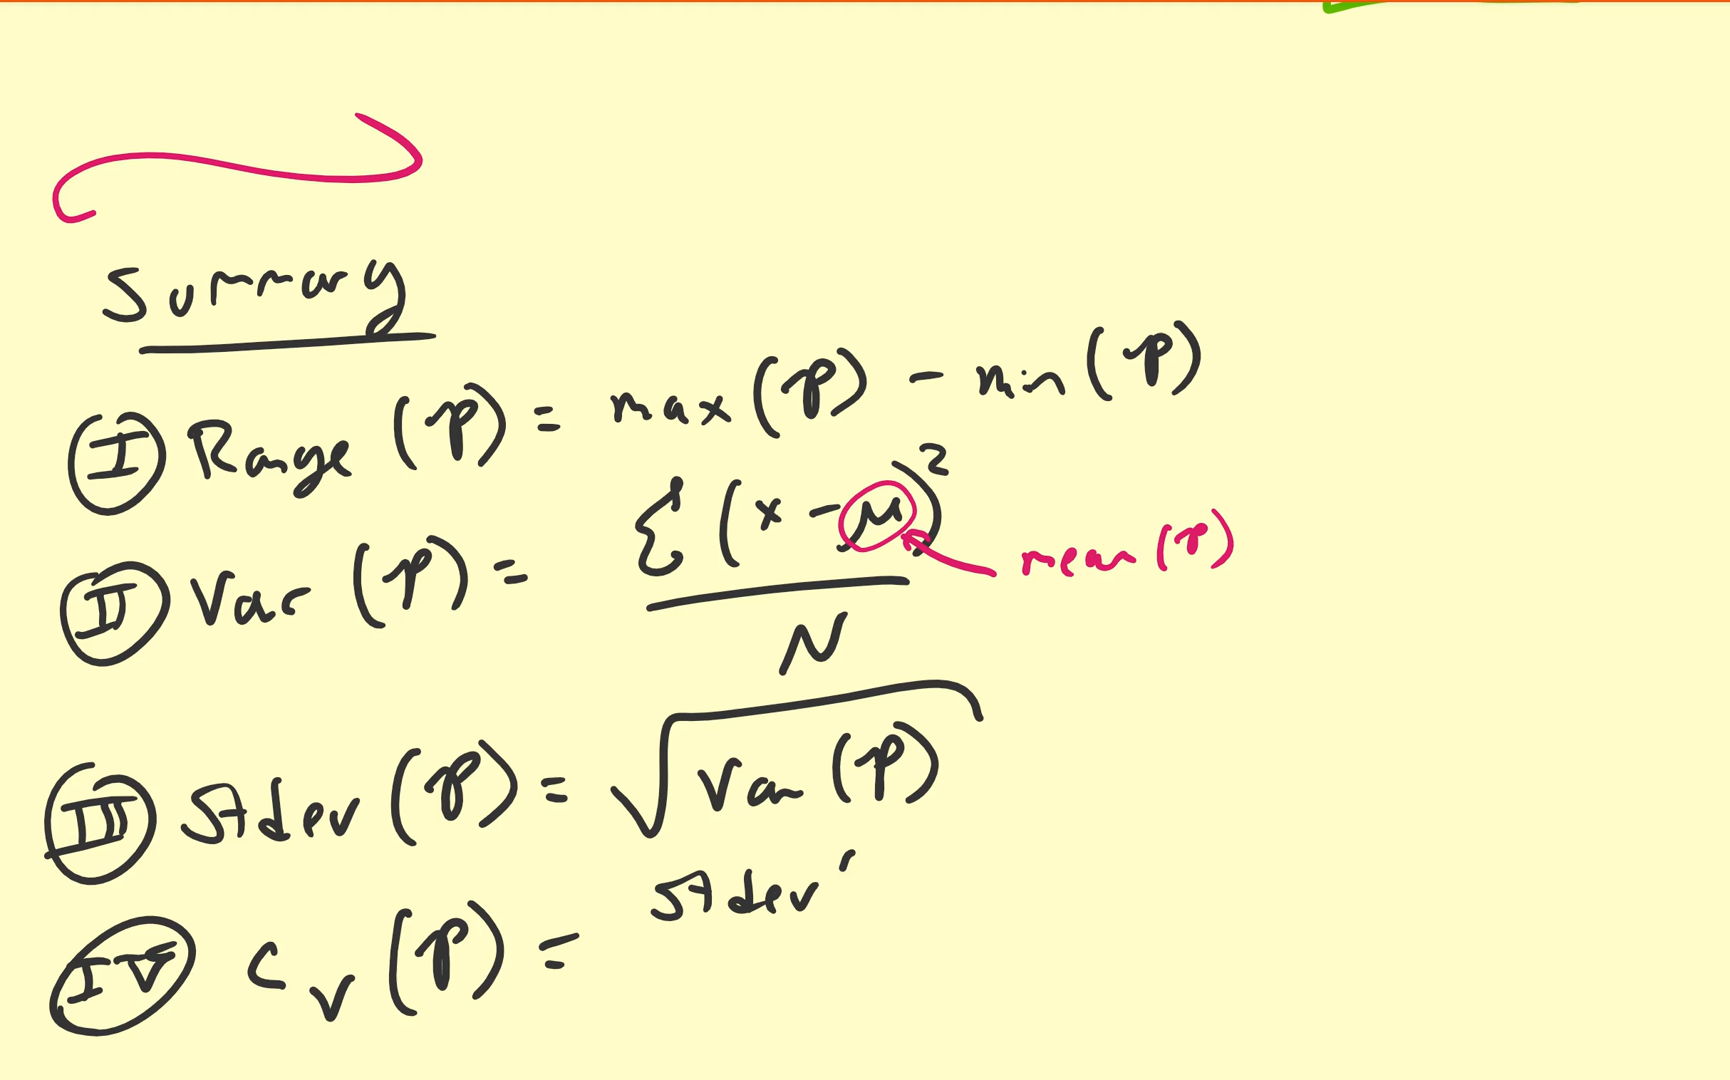 Summary
I Range (p) = max (p) - min (p)
II Var (p) = Σ (x - μ)² / N
mean (p)
III Stdev (p) = √Var (p)
IV Cv (p) = Stdev